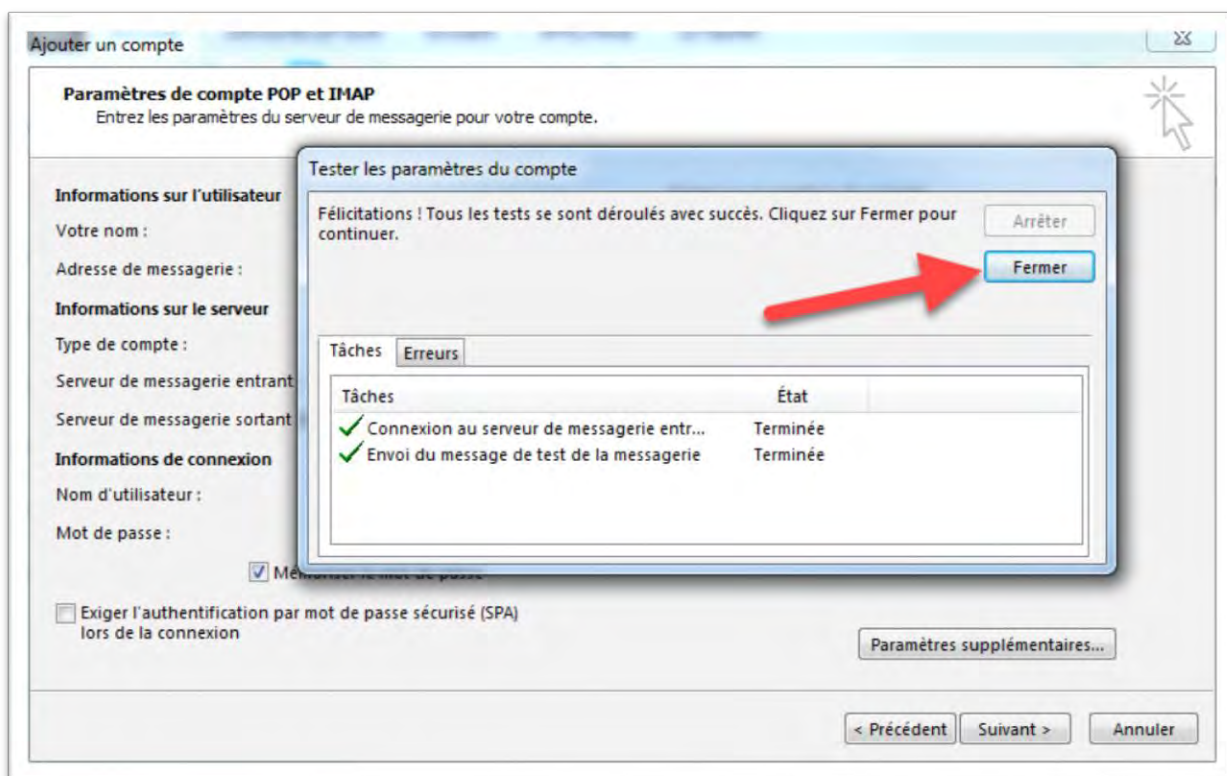 Ajouter un compte
Paramètres de compte POP et IMAP
Entrez les paramètres du serveur de messagerie pour votre compte.
Tester les paramètres du compte
Félicitations ! Tous les tests se sont déroulés avec succès. Cliquez sur Fermer pour
continuer.
Arrêter
Fermer
Tâches
Erreurs
Tâches
État
Connexion au serveur de messagerie entr...
Terminée
Envoi du message de test de la messagerie
Terminée
Informations sur l'utilisateur
Votre nom :
Adresse de messagerie :
Informations sur le serveur
Type de compte :
Serveur de messagerie entrant
Serveur de messagerie sortant
Informations de connexion
Nom d'utilisateur :
Mot de passe :
Exiger l'authentification par mot de passe sécurisé (SPA)
lors de la connexion
Paramètres supplémentaires...
< Précédent
Suivant >
Annuler